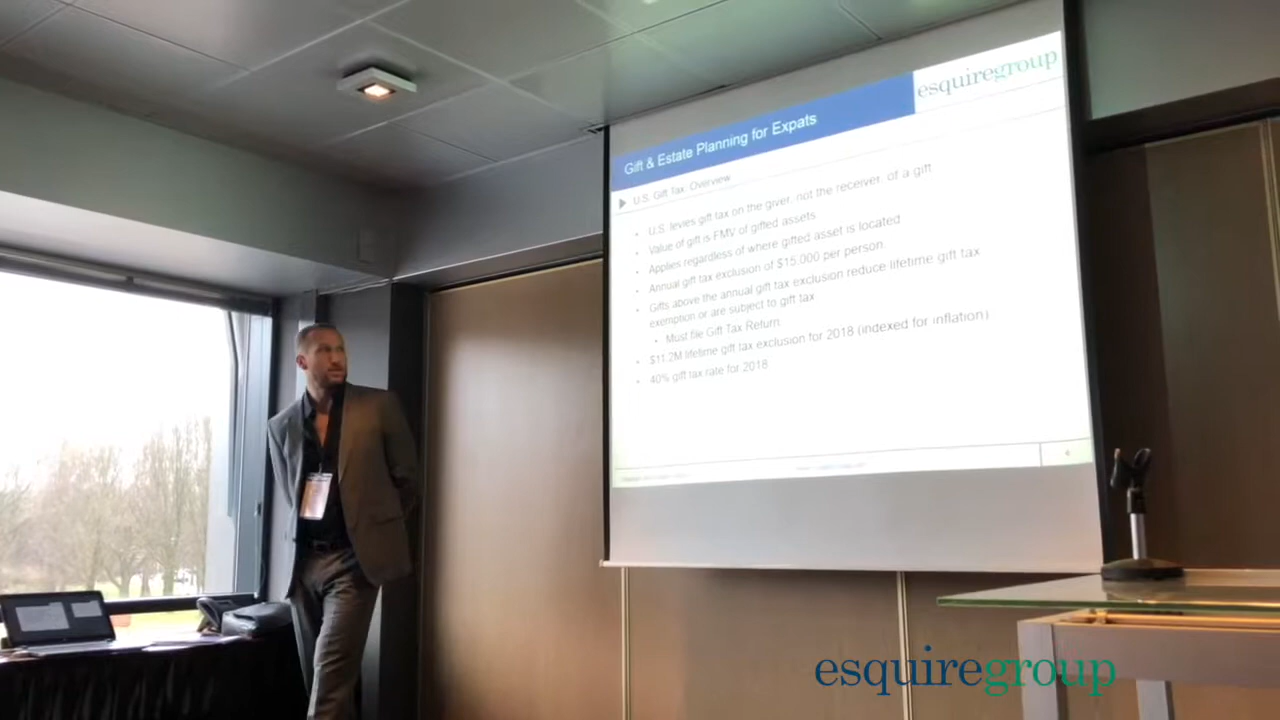 esquiregroup
Gift & Estate Planning for Expats
U.S. Gift Tax: Overview
• U.S. levies gift tax on the giver, not the receiver, of a gift.
• Value of gift is FMV of gifted assets
• Applies regardless of where gifted asset is located
• Annual gift tax exclusion of $15,000 per person.
• Gifts above the annual gift tax exclusion reduce lifetime gift tax
exemption or are subject to gift tax
• Must file Gift Tax Return.
• $11.2M lifetime gift tax exclusion for 2018 (indexed for inflation)
• 40% gift tax rate for 2018
esquiregroup